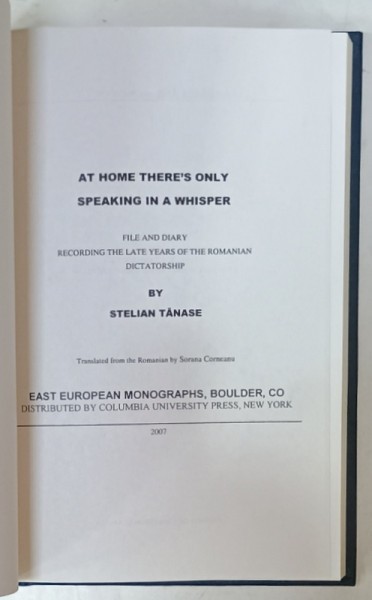 AT HOME THERE'S ONLY
SPEAKING IN A WHISPER
FILE AND DIARY
RECORDING THE LATE YEARS OF THE ROMANIAN
DICTATORSHIP
BY
STELIAN TĂNASE
Translated from the Romanian by Sorana Corneanu
EAST EUROPEAN MONOGRAPHS, BOULDER, CO
DISTRIBUTED BY COLUMBIA UNIVERSITY PRESS, NEW YORK
2007